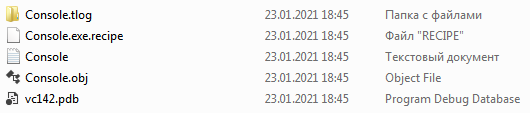 Console.tlog 23.01.2021 18:45 Папка с файлами
Console.exe.recipe 23.01.2021 18:45 Файл "RECIPE"
Console 23.01.2021 18:45 Текстовый документ
Console.obj 23.01.2021 18:45 Object File
vc142.pdb 23.01.2021 18:45 Program Debug Database